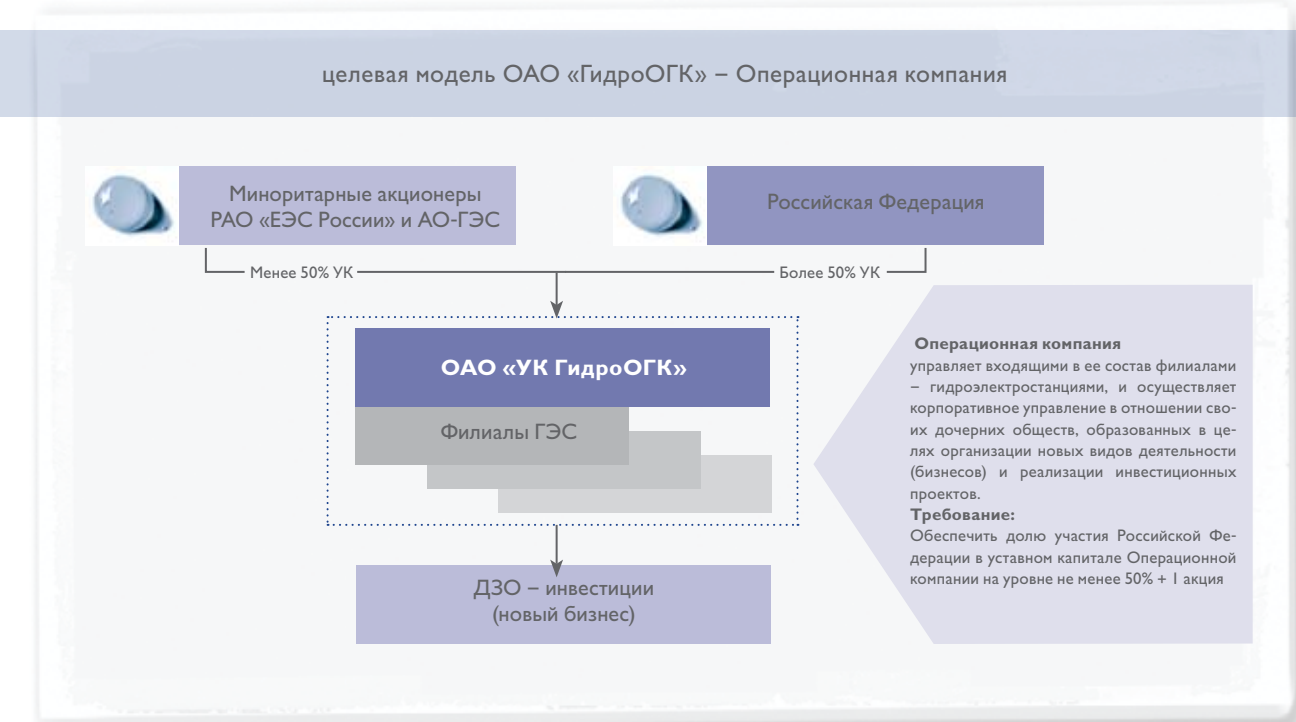 целевая модель ОАО «ГидроОГК» – Операционная компания
Миноритарные акционеры
РАО «ЕЭС России» и АО-ГЭС
Российская Федерация
Менее 50% УК
Более 50% УК
ОАО «УК ГидроОГК»
Филиалы ГЭС
ДЗО – инвестиции
(новый бизнес)
Операционная компания
управляет входящими в ее состав филиалами
– гидроэлектростанциями, и осуществляет
корпоративное управление в отношении сво-
их дочерних обществ, образованных в це-
лях организации новых видов деятельности
(бизнесов) и реализации инвестиционных
проектов.
Требование:
Обеспечить долю участия Российской Фе-
дерации в уставном капитале Операционной
компании на уровне не менее 50% + 1 акция